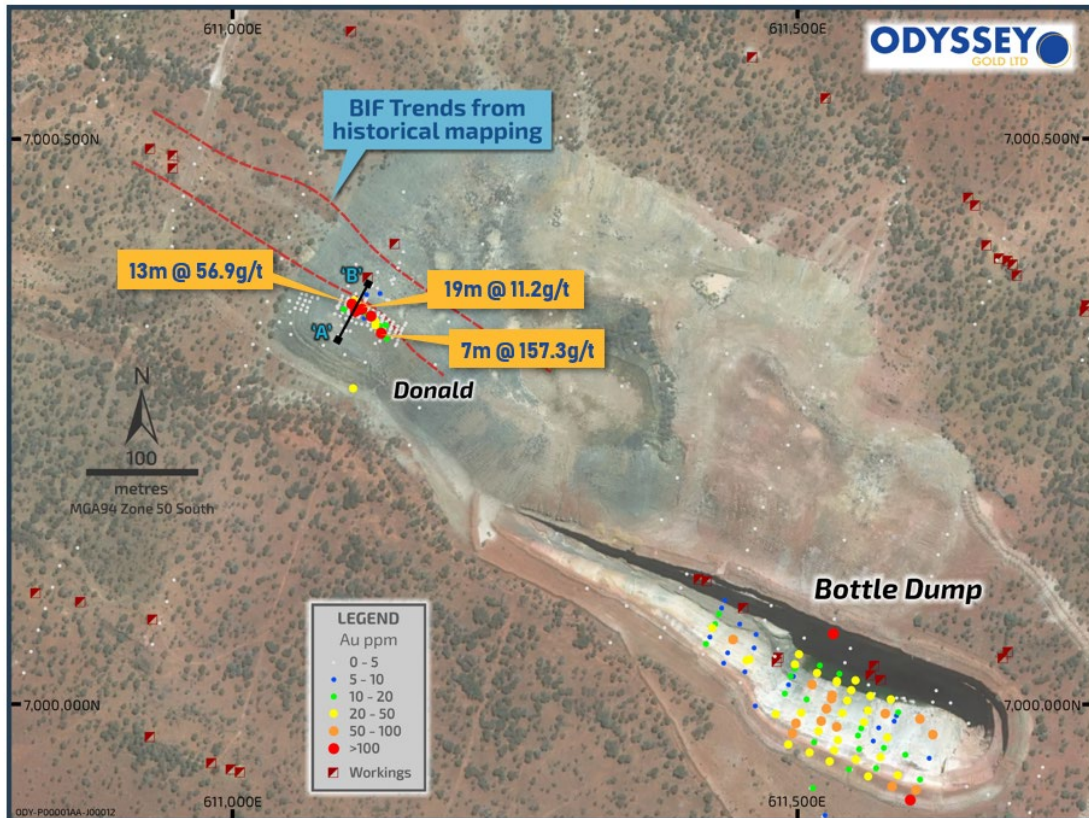 611,000E
611,500E
ODYSSEY
GOLD LTD
7,000,500N
7,000,500N
BIF Trends from
historical mapping
13m @ 56.9g/t
'B'
19m @ 11.2g/t
'A'
7m @ 157.3g/t
Donald
N
100
metres
MGA94 Zone 50 South
Bottle Dump
LEGEND
Au ppm
0 - 5
5 - 10
10 - 20
20 - 50
50 - 100
>100
Workings
7,000,000N
7,000,000N
611,000E
611,500E
ODY-P00001AA-J00012